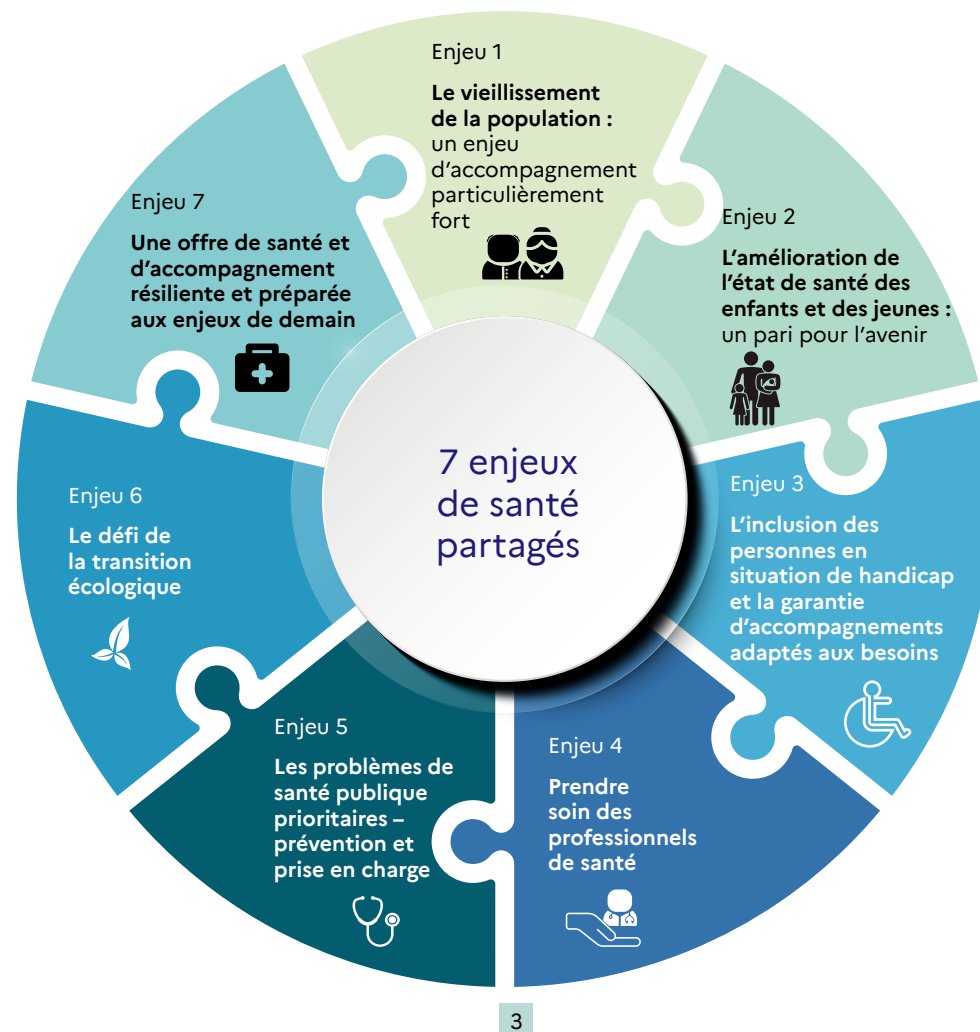 Enjeu 1
Le vieillissement
de la population :
un enjeu
d’accompagnement
particulièrement
fort
Enjeu 2
L’amélioration de
l’état de santé des
enfants et des jeunes :
un pari pour l’avenir
Enjeu 3
L’inclusion des
personnes en
situation de handicap
et la garantie
d’accompagnements
adaptés aux besoins
Enjeu 4
Prendre
soin des
professionnels
de santé
Enjeu 5
Les problèmes de
santé publique
prioritaires –
prévention et
prise en charge
Enjeu 6
Le défi de
la transition
écologique
Enjeu 7
Une offre de santé et
d’accompagnement
résiliente et préparée
aux enjeux de demain
7 enjeux
de santé
partagés
3